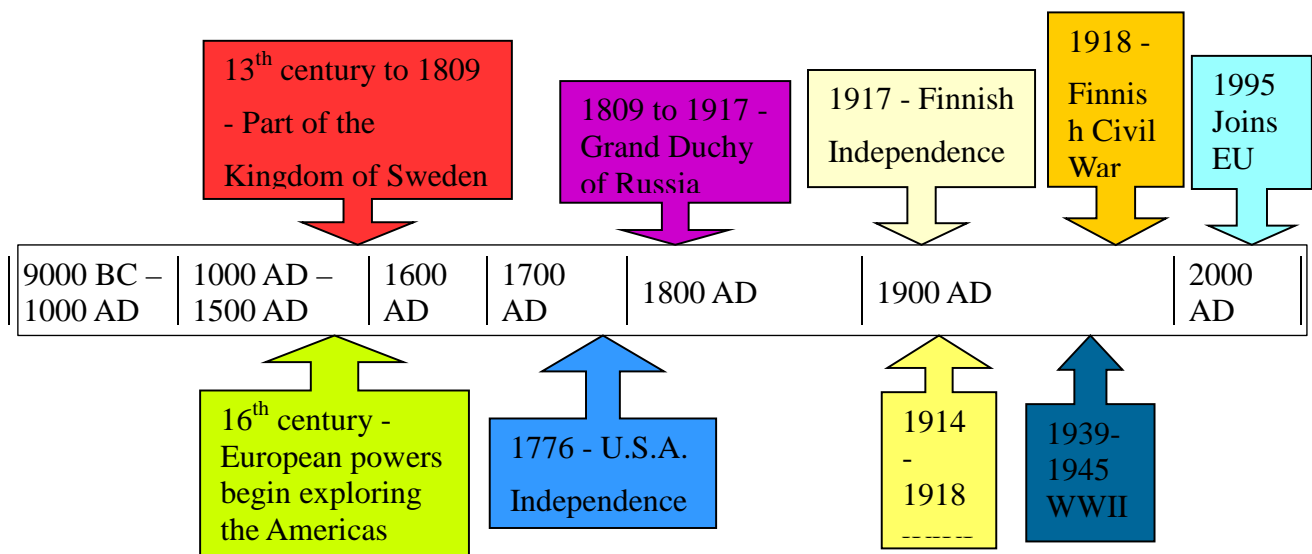 13th century to 1809
- Part of the
Kingdom of Sweden
1809 to 1917 -
Grand Duchy
of Russia
1917 - Finnish
Independence
1918 -
Finnis
h Civil
War
1995
Joins
EU
9000 BC –
1000 AD
1000 AD –
1500 AD
1600
AD
1700
AD
1800 AD
1900 AD
2000
AD
16th century -
European powers
begin exploring
the Americas
1776 - U.S.A.
Independence
1914
-
1918
1939-
1945
WWII